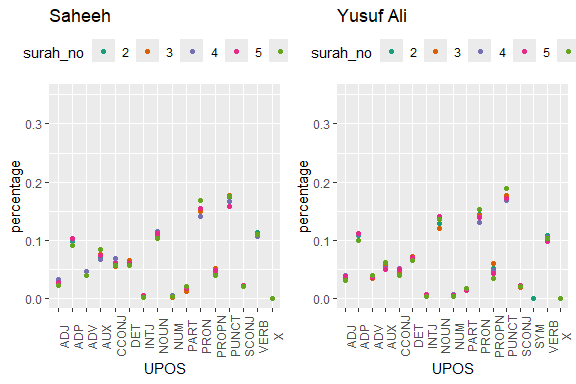 Saheeh
surah_no 2 3 4 5
percentage
0.3
0.2
0.1
0.0
ADJ ADP ADV AUX CCONJ DET INTJ NOUN NUM PART PRON PROPN PUNCT SCONJ VERB X
UPOS
Yusuf Ali
surah_no 2 3 4 5
percentage
0.3
0.2
0.1
0.0
ADJ ADP ADV AUX CCONJ DET INTJ NOUN NUM PART PRON PROPN PUNCT SCONJ SYM VERB X
UPOS